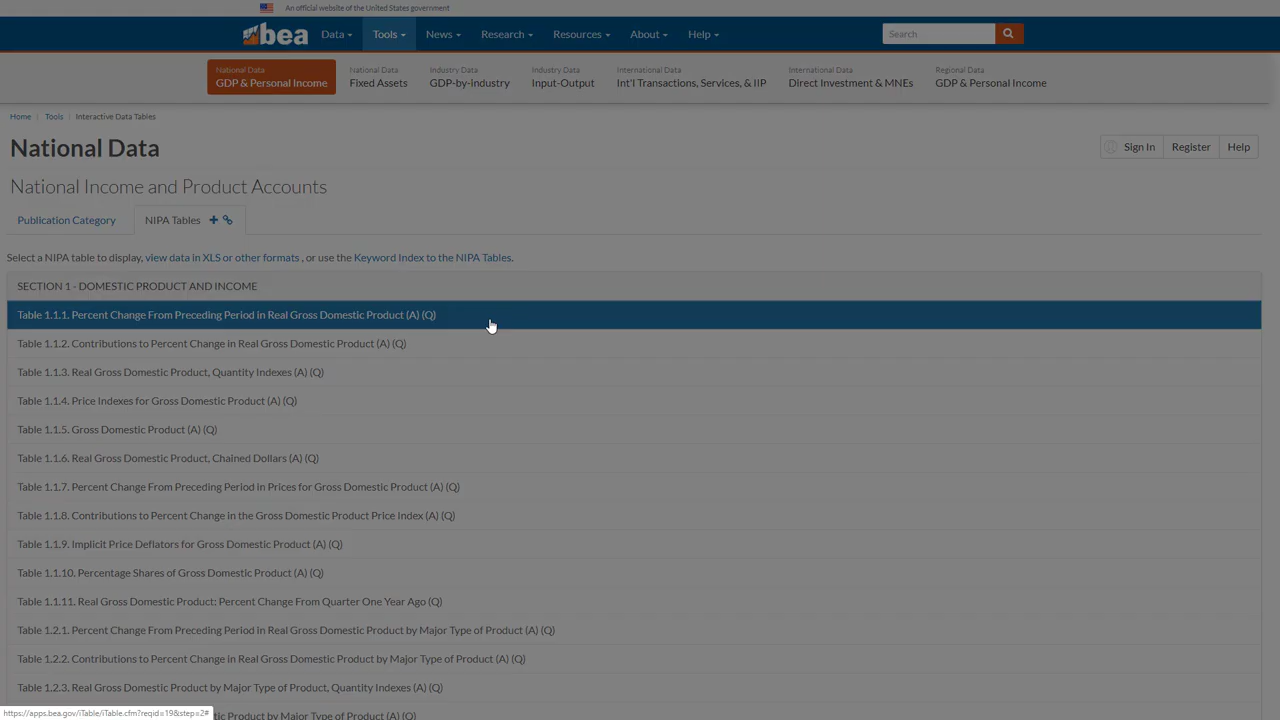 An official website of the United States government
bea Data Tools News Research Resources About Help Search
National Data National Data Industry Data Industry Data International Data International Data Regional Data
GDP & Personal Income Fixed Assets GDP-by-industry Input-Output Int'l Transactions, Services, & IIP Direct Investment & MNEs GDP & Personal Income
Home / Tools / Interactive Data Tables
National Data Sign In Register Help
National Income and Product Accounts
Publication Category NIPA Tables
Select a NIPA table to display, view data in XLS or other formats , or use the Keyword Index to the NIPA Tables.
SECTION 1 - DOMESTIC PRODUCT AND INCOME
Table 1.1.1. Percent Change From Preceding Period in Real Gross Domestic Product (A) (Q)
Table 1.1.2. Contributions to Percent Change in Real Gross Domestic Product (A) (Q)
Table 1.1.3. Real Gross Domestic Product, Quantity Indexes (A) (Q)
Table 1.1.4. Price Indexes for Gross Domestic Product (A) (Q)
Table 1.1.5. Gross Domestic Product (A) (Q)
Table 1.1.6. Real Gross Domestic Product, Chained Dollars (A) (Q)
Table 1.1.7. Percent Change From Preceding Period in Prices for Gross Domestic Product (A) (Q)
Table 1.1.8. Contributions to Percent Change in the Gross Domestic Product Price Index (A) (Q)
Table 1.1.9. Implicit Price Deflators for Gross Domestic Product (A) (Q)
Table 1.1.10. Percentage Shares of Gross Domestic Product (A) (Q)
Table 1.1.11. Real Gross Domestic Product: Percent Change From Quarter One Year Ago (Q)
Table 1.2.1. Percent Change From Preceding Period in Real Gross Domestic Product by Major Type of Product (A) (Q)
Table 1.2.2. Contributions to Percent Change in Real Gross Domestic Product by Major Type of Product (A) (Q)
Table 1.2.3. Real Gross Domestic Product by Major Type of Product, Quantity Indexes (A) (Q)
https://apps.bea.gov/iTable/iTable.cfm?reqid=19&step=2# Product by Major Type of Product (A) (Q)